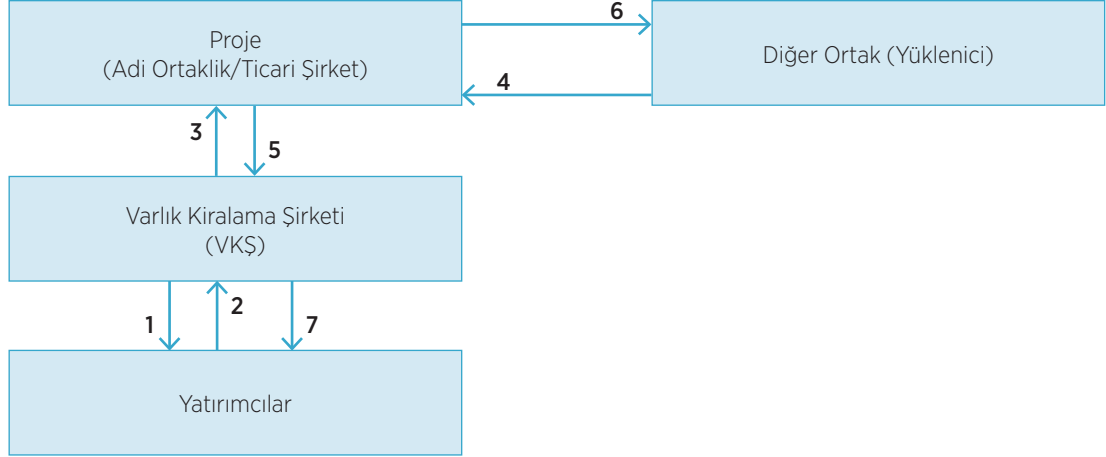 Proje
(Adi Ortaklik/Ticari Şirket)
6
4
Diğer Ortak (Yüklenici)
3
5
Varlık Kiralama Şirketi
(VKŞ)
1
2
7
Yatırımcılar